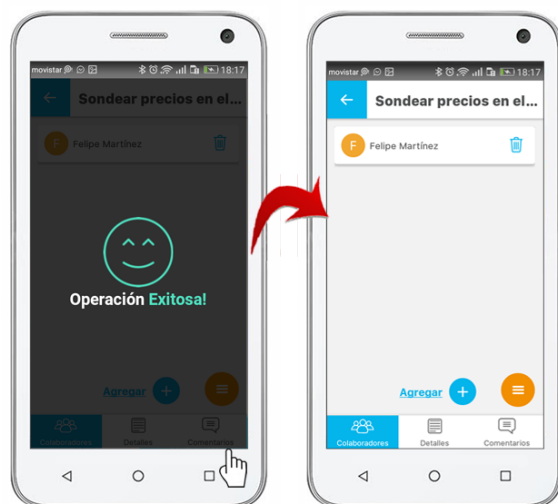 movistar 18:17
Sondear precios en el...
F Felipe Martínez
Operación Exitosa!
Agregar +
Colaboradores Detalles Comentarios
movistar 18:17
Sondear precios en el...
F Felipe Martínez
Agregar +
Colaboradores Detalles Comentarios